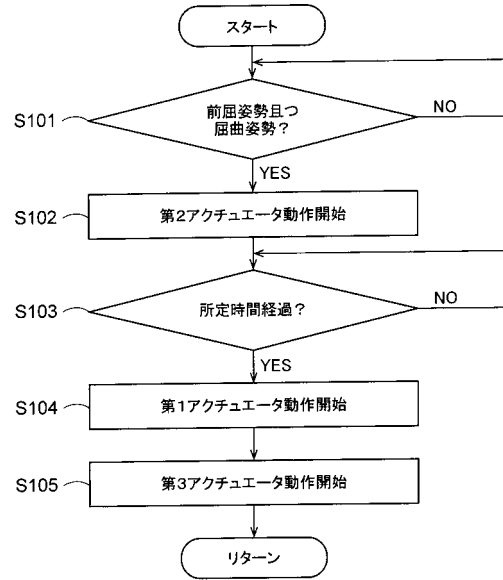 スタート
S101
前屈姿勢且つ
屈曲姿勢？
NO
YES
S102
第2アクチュエータ動作開始
S103
所定時間経過？
NO
YES
S104
第1アクチュエータ動作開始
S105
第3アクチュエータ動作開始
リターン